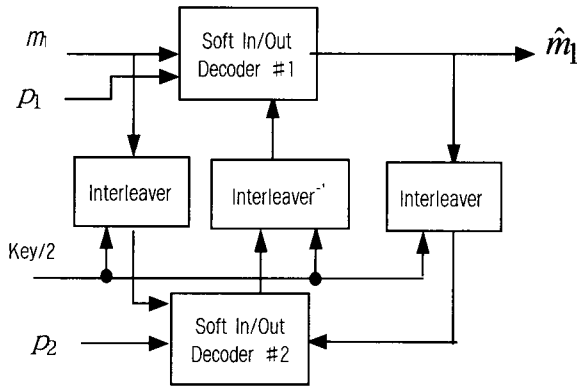 m₁
Soft In/Out
Decoder #1
m̂₁
p₁
Interleaver
Interleaver⁻¹
Interleaver
Key/2
Soft In/Out
Decoder #2
p₂